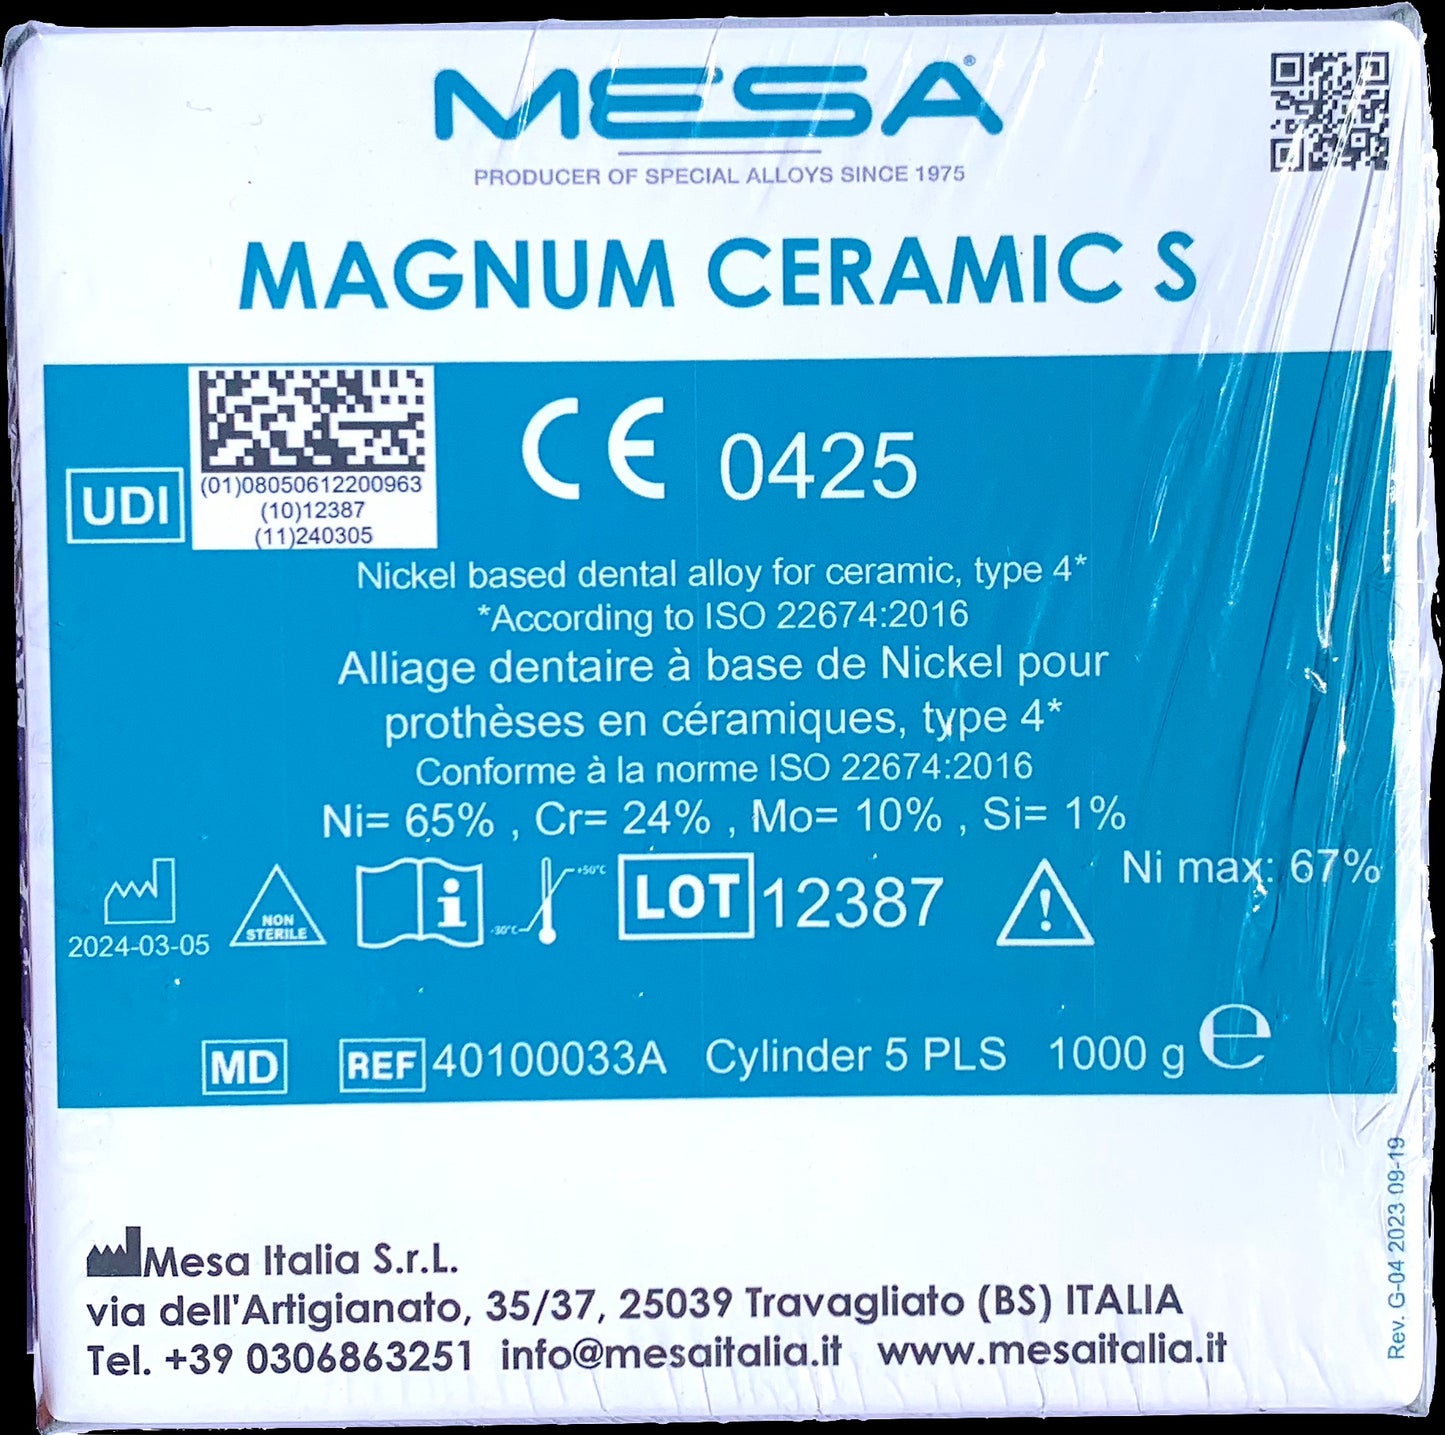 MESA®
PRODUCER OF SPECIAL ALLOYS SINCE 1975
MAGNUM CERAMIC S
UDI
(01)08050612200963
(10)12387
(11)240305
CE 0425
Nickel based dental alloy for ceramic, type 4*
*According to ISO 22674:2016
Alliage dentaire à base de Nickel pour
prothèses en céramiques, type 4*
Conforme à la norme ISO 22674:2016
Ni= 65% , Cr= 24% , Mo= 10% , Si= 1%
Ni max: 67%
2024-03-05
NON
STERILE
i
-30°C
+50°C
LOT 12387
!
MD
REF 40100033A Cylinder 5 PLS 1000 g ℮
Mesa Italia S.r.L.
via dell'Artigianato, 35/37, 25039 Travagliato (BS) ITALIA
Tel. +39 0306863251 info@mesaitalia.it www.mesaitalia.it
Rev. G-04 2023 09-19